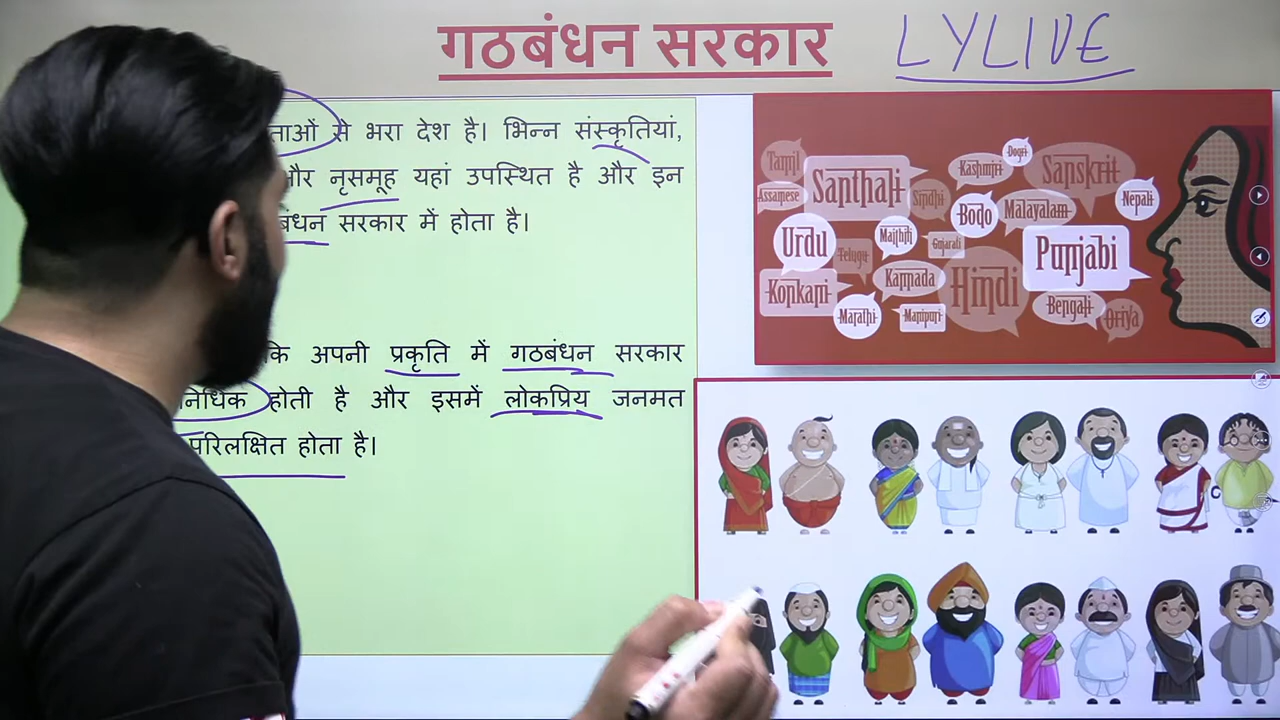 गठबंधन सरकार
LYLIVE
से भरा देश है। भिन्न संस्कृतियां,
नृसमूह यहां उपस्थित है और इन
सरकार में होता है।
कि अपनी प्रकृति में गठबंधन सरकार
होती है और इसमें लोकप्रिय जनमत
परिलक्षित होता है।
Tamil
Santhali
Kashmiri
Dogri
Sanskrit
Assamese
Sindhi
Bodo
Malayalam
Nepali
Urdu
Telugu
Maithili
Gujarati
Punjabi
Konkani
Kannada
Hindi
Marathi
Manipuri
Bengali
Oriya